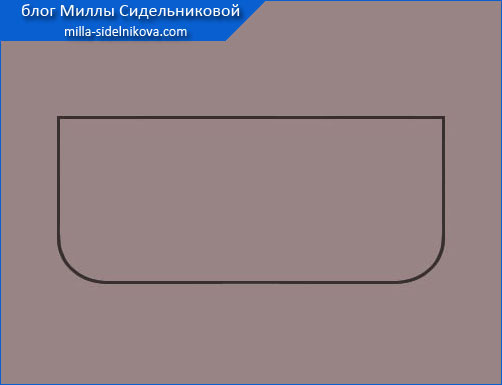 блог Миллы Сидельниковой
milla-sidelnikova.com